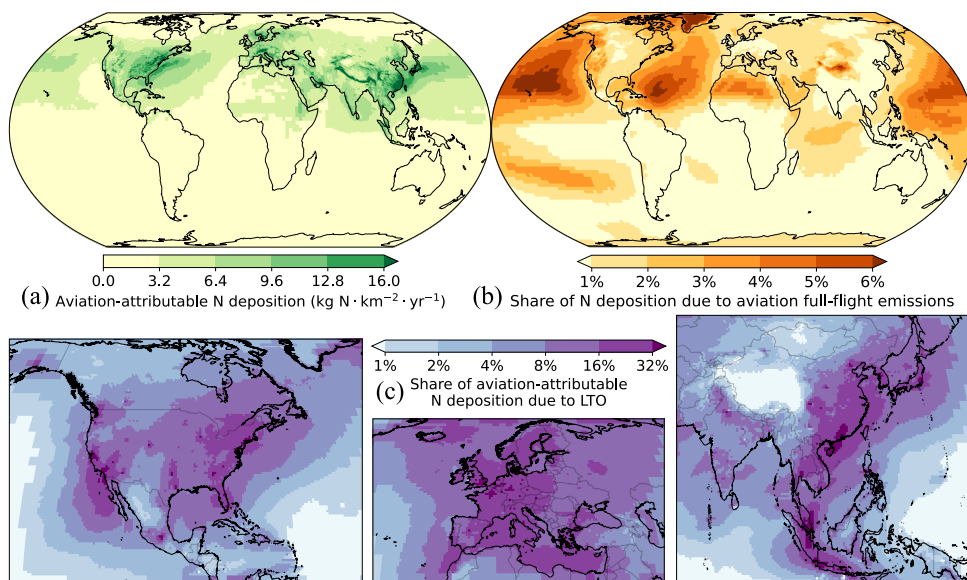 0.0 3.2 6.4 9.6 12.8 16.0
(a) Aviation-attributable N deposition (kg N · km⁻² · yr⁻¹)
1% 2% 3% 4% 5% 6%
(b) Share of N deposition due to aviation full-flight emissions
1% 2% 4% 8% 16% 32%
(c) Share of aviation-attributable
N deposition due to LTO